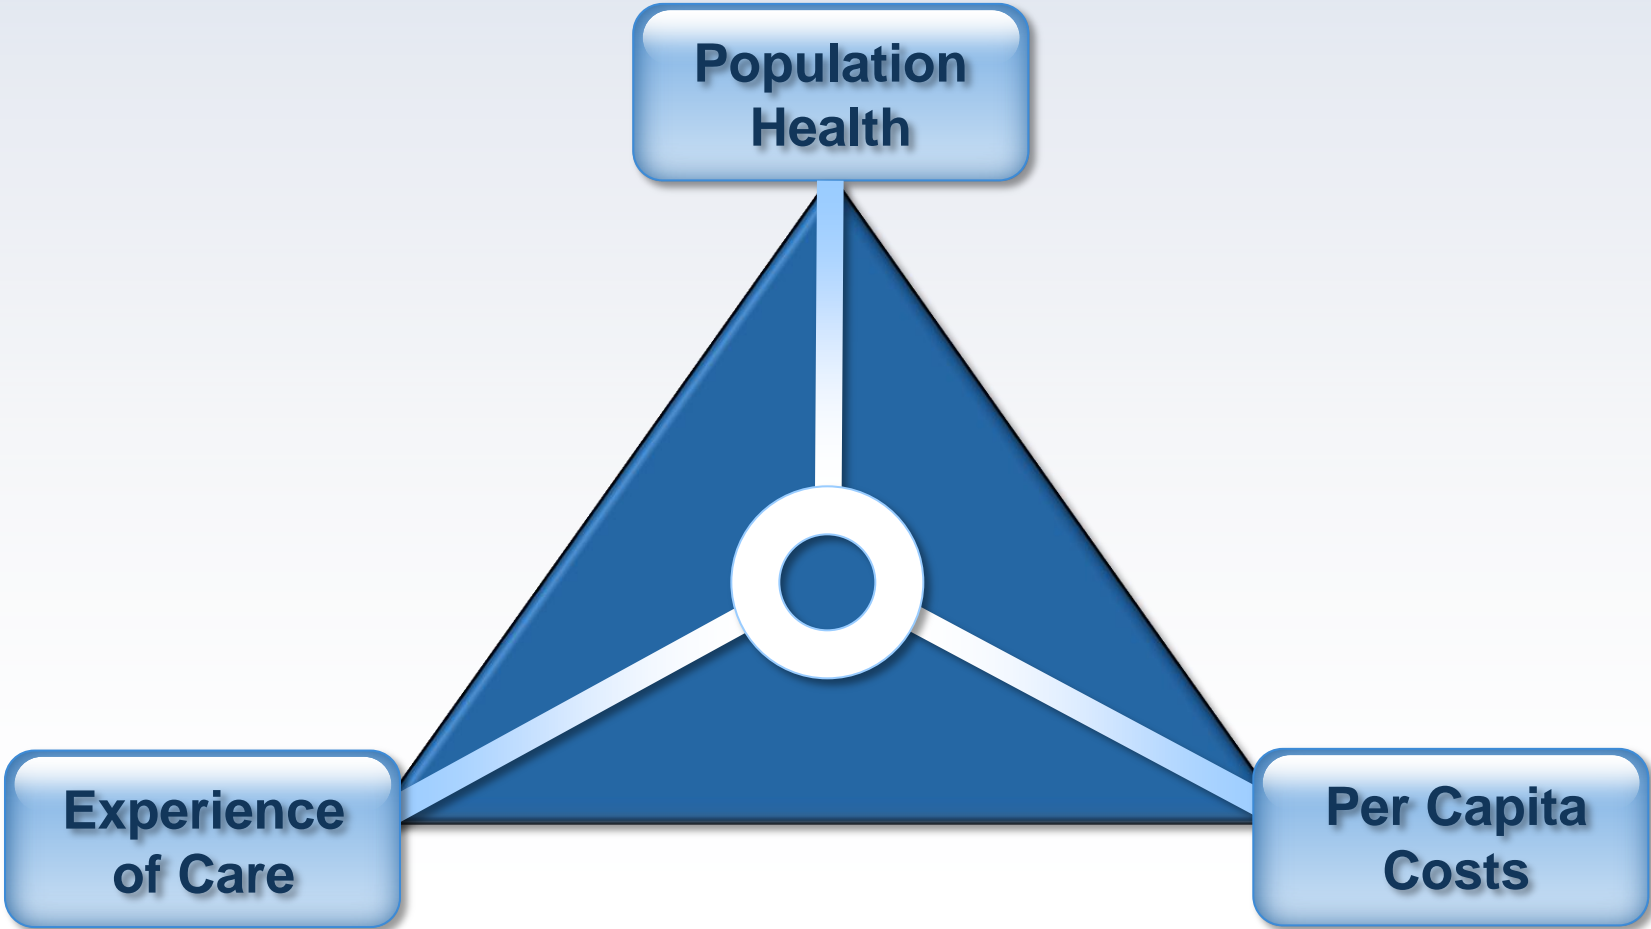 Population
Health
Experience
of Care
Per Capita
Costs